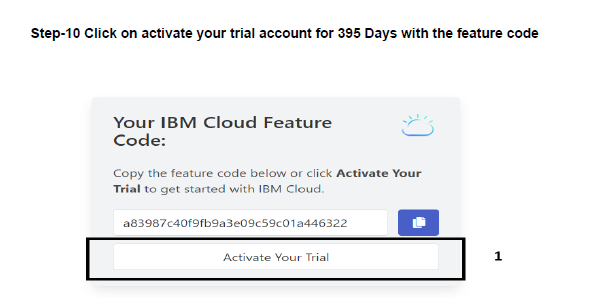 Step-10 Click on activate your trial account for 395 Days with the feature code
Your IBM Cloud Feature
Code:
Copy the feature code below or click Activate Your
Trial to get started with IBM Cloud.
a83987c40f9fb9a3e09c59c01a446322
Activate Your Trial
1